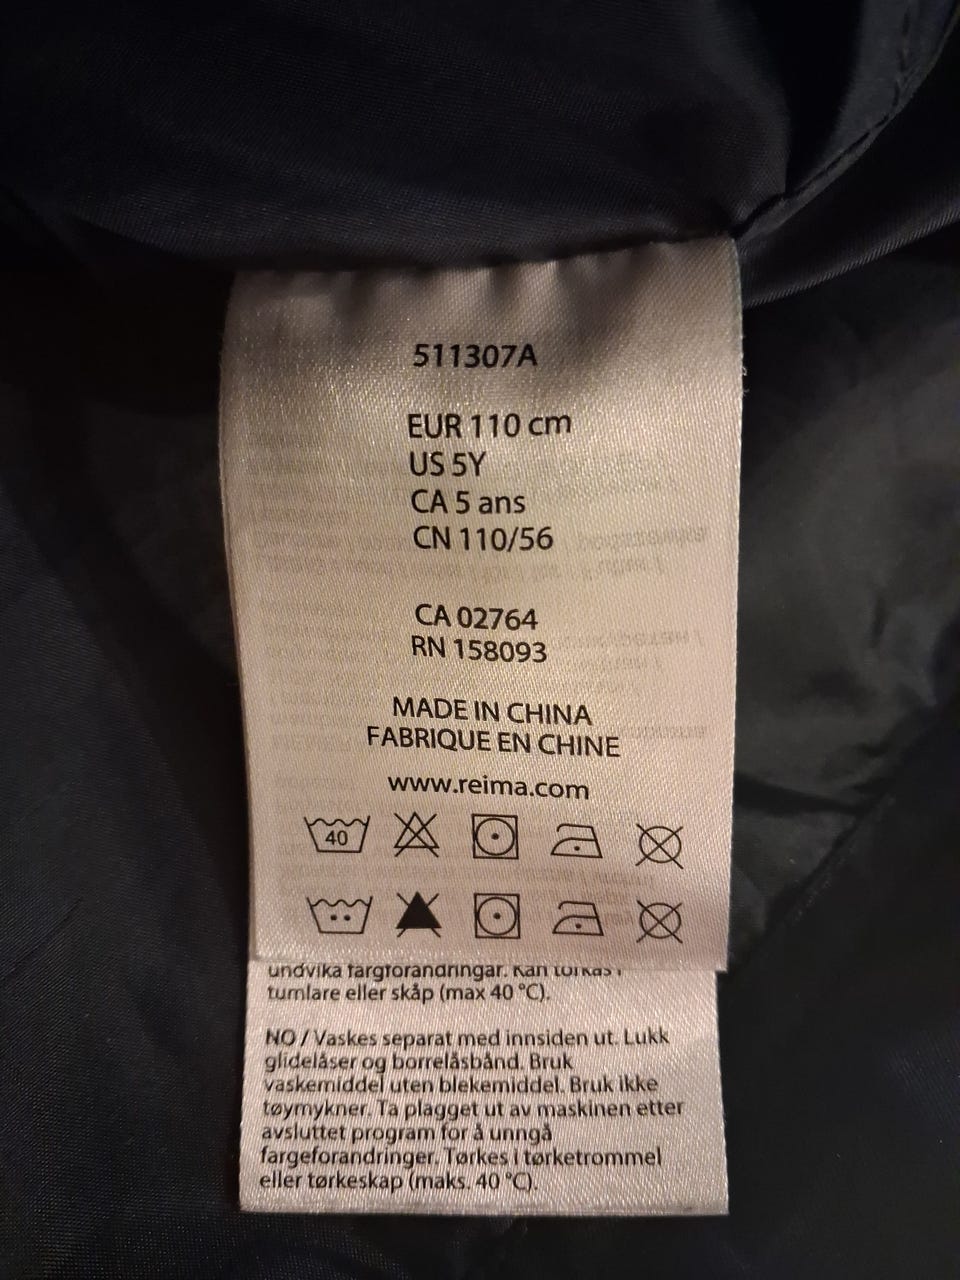 511307A
EUR 110 cm
US 5Y
CA 5 ans
CN 110/56
CA 02764
RN 158093
MADE IN CHINA
FABRIQUE EN CHINE
www.reima.com
40
undvika färgförändringar. Kan torkas i
tumlare eller skåp (max 40 °C).
NO / Vaskes separat med innsiden ut. Lukk
glidelåser og borrelåsbånd. Bruk
vaskemiddel uten blekemiddel. Bruk ikke
tøymykner. Ta plagget ut av maskinen etter
avsluttet program for å unngå
fargeforandringer. Tørkes i tørketrommel
eller tørkeskap (maks. 40 °C).